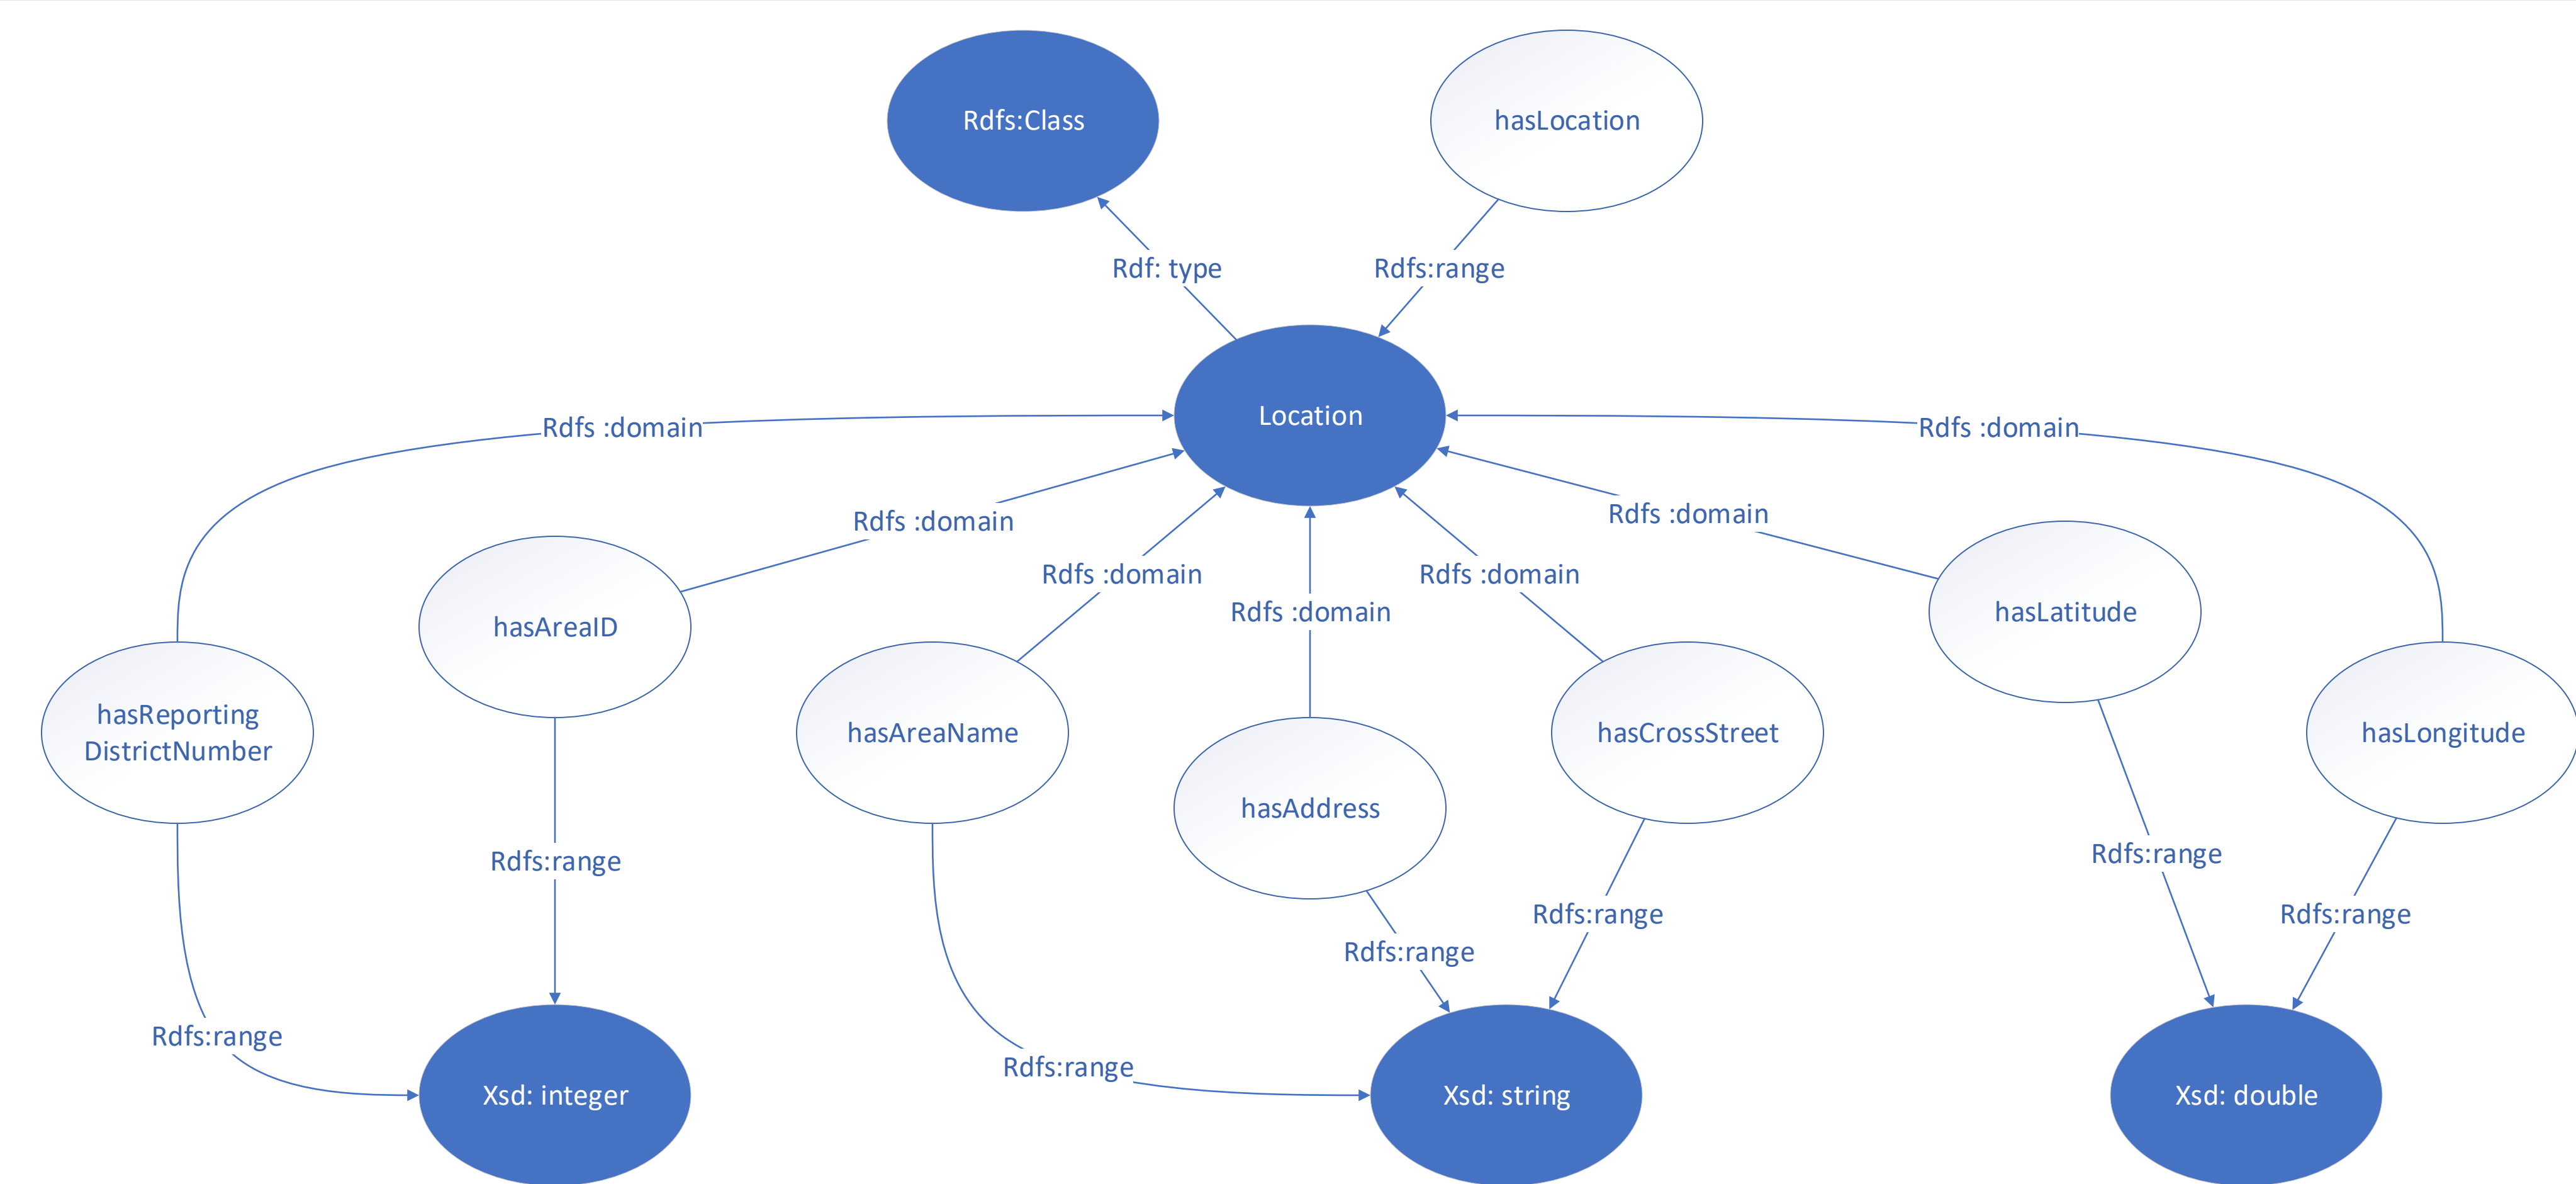 Rdfs:Class
hasLocation
Rdf: type
Rdfs:range
Location
Rdfs :domain
Rdfs :domain
Rdfs :domain
Rdfs :domain
Rdfs :domain
Rdfs :domain
Rdfs :domain
hasAreaID
hasLatitude
hasReporting
DistrictNumber
hasAreaName
hasAddress
hasCrossStreet
hasLongitude
Rdfs:range
Rdfs:range
Rdfs:range
Rdfs:range
Rdfs:range
Rdfs:range
Rdfs:range
Xsd: integer
Xsd: string
Xsd: double